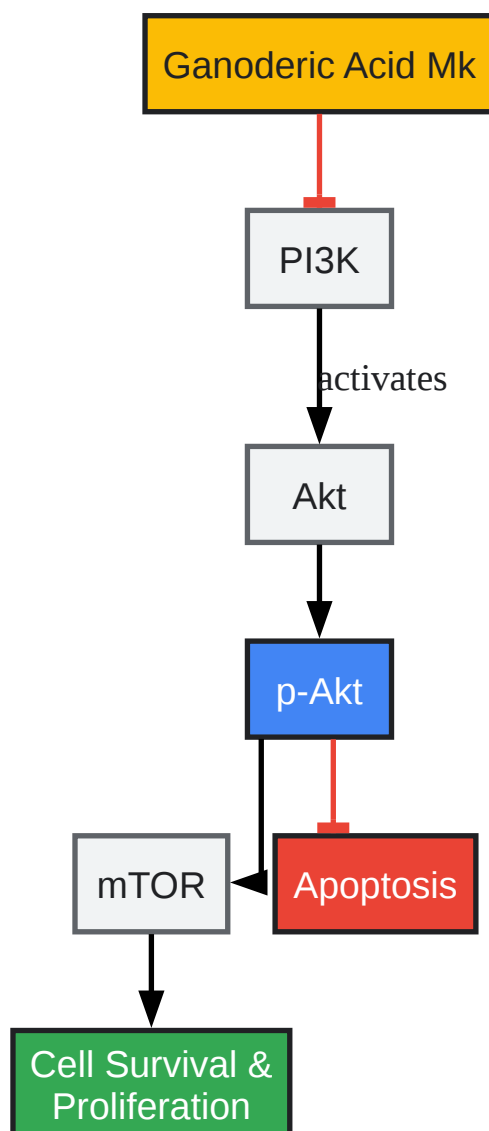 Ganoderic Acid Mk
PI3K
activates
Akt
p-Akt
mTOR
Apoptosis
Cell Survival &
Proliferation